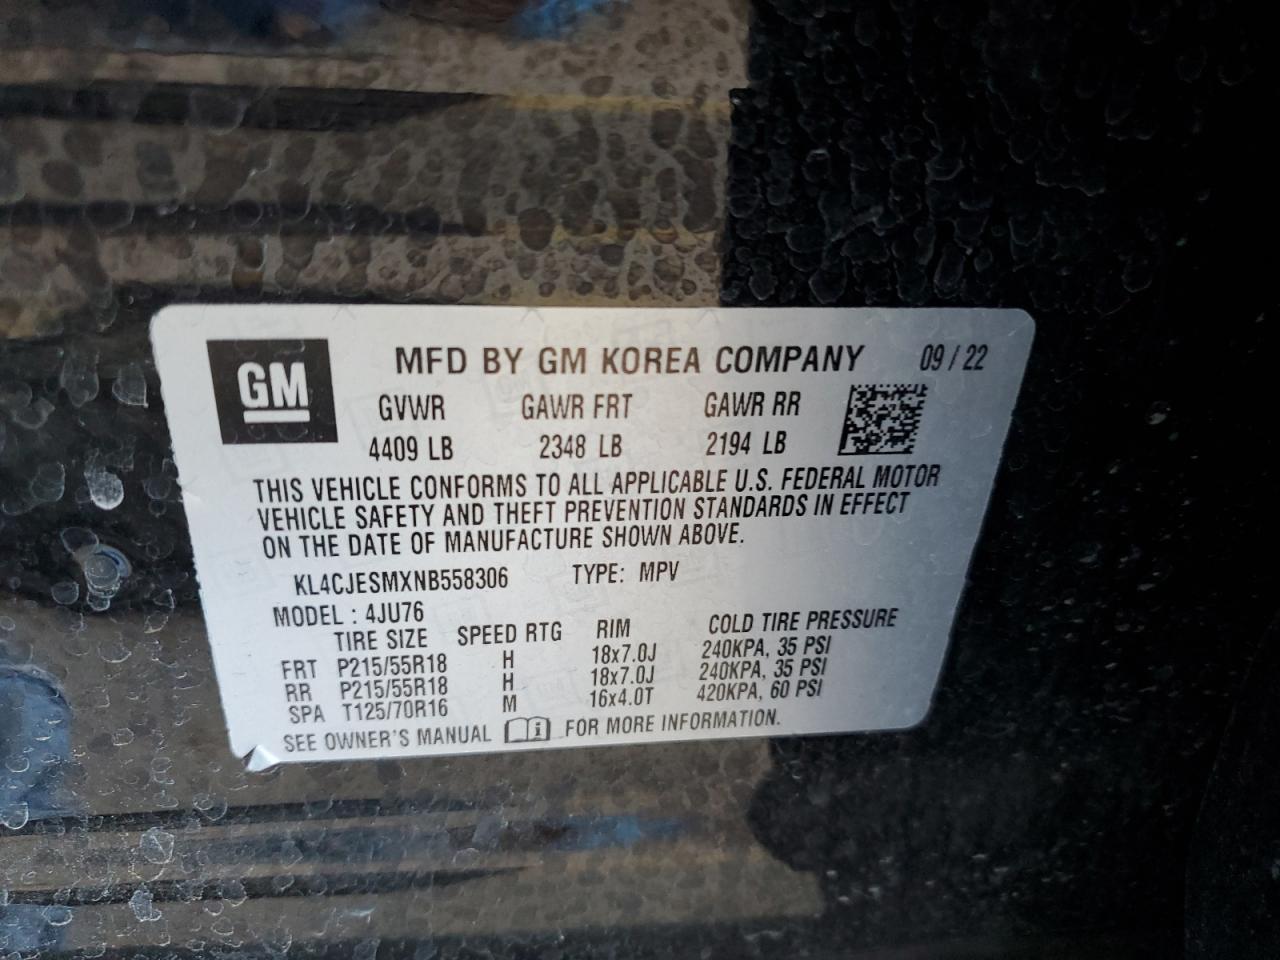 GM
MFD BY GM KOREA COMPANY 09 / 22
GVWR GAWR FRT GAWR RR
4409 LB 2348 LB 2194 LB
THIS VEHICLE CONFORMS TO ALL APPLICABLE U.S. FEDERAL MOTOR
VEHICLE SAFETY AND THEFT PREVENTION STANDARDS IN EFFECT
ON THE DATE OF MANUFACTURE SHOWN ABOVE.
KL4CJESMXNB558306 TYPE: MPV
MODEL : 4JU76
TIRE SIZE SPEED RTG RIM COLD TIRE PRESSURE
FRT P215/55R18 H 18x7.0J 240KPA, 35 PSI
RR P215/55R18 H 18x7.0J 240KPA, 35 PSI
SPA T125/70R16 M 16x4.0T 420KPA, 60 PSI
SEE OWNER'S MANUAL i FOR MORE INFORMATION.